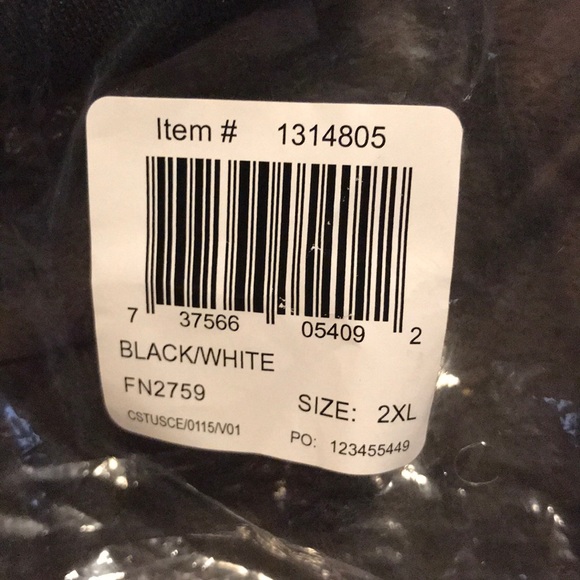 Item # 1314805
7 37566 05409 2
BLACK/WHITE
FN2759
SIZE: 2XL
CSTUSCE/0115/V01
PO: 123455449